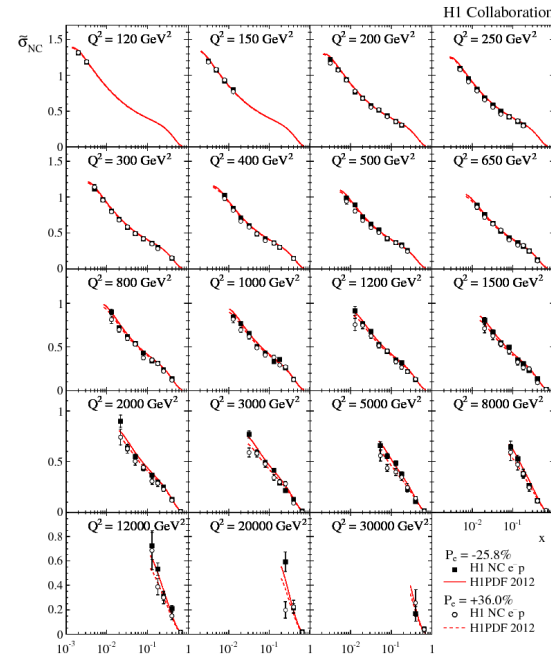 H1 Collaboration
σ̃NC
Q² = 120 GeV²
Q² = 150 GeV²
Q² = 200 GeV²
Q² = 250 GeV²
1.5
1
0.5
0
Q² = 300 GeV²
Q² = 400 GeV²
Q² = 500 GeV²
Q² = 650 GeV²
1.5
1
0.5
0
Q² = 800 GeV²
Q² = 1000 GeV²
Q² = 1200 GeV²
Q² = 1500 GeV²
1
0.5
0
Q² = 2000 GeV²
Q² = 3000 GeV²
Q² = 5000 GeV²
Q² = 8000 GeV²
1
0.5
0
10⁻² 10⁻¹ 1
x
Q² = 12000 GeV²
Q² = 20000 GeV²
Q² = 30000 GeV²
0.8
0.6
0.4
0.2
0
10⁻³ 10⁻² 10⁻¹ 1 10⁻² 10⁻¹ 1 10⁻² 10⁻¹ 1
Pe = -25.8%
H1 NC e⁻p
H1PDF 2012
Pe = +36.0%
H1 NC e⁻p
H1PDF 2012